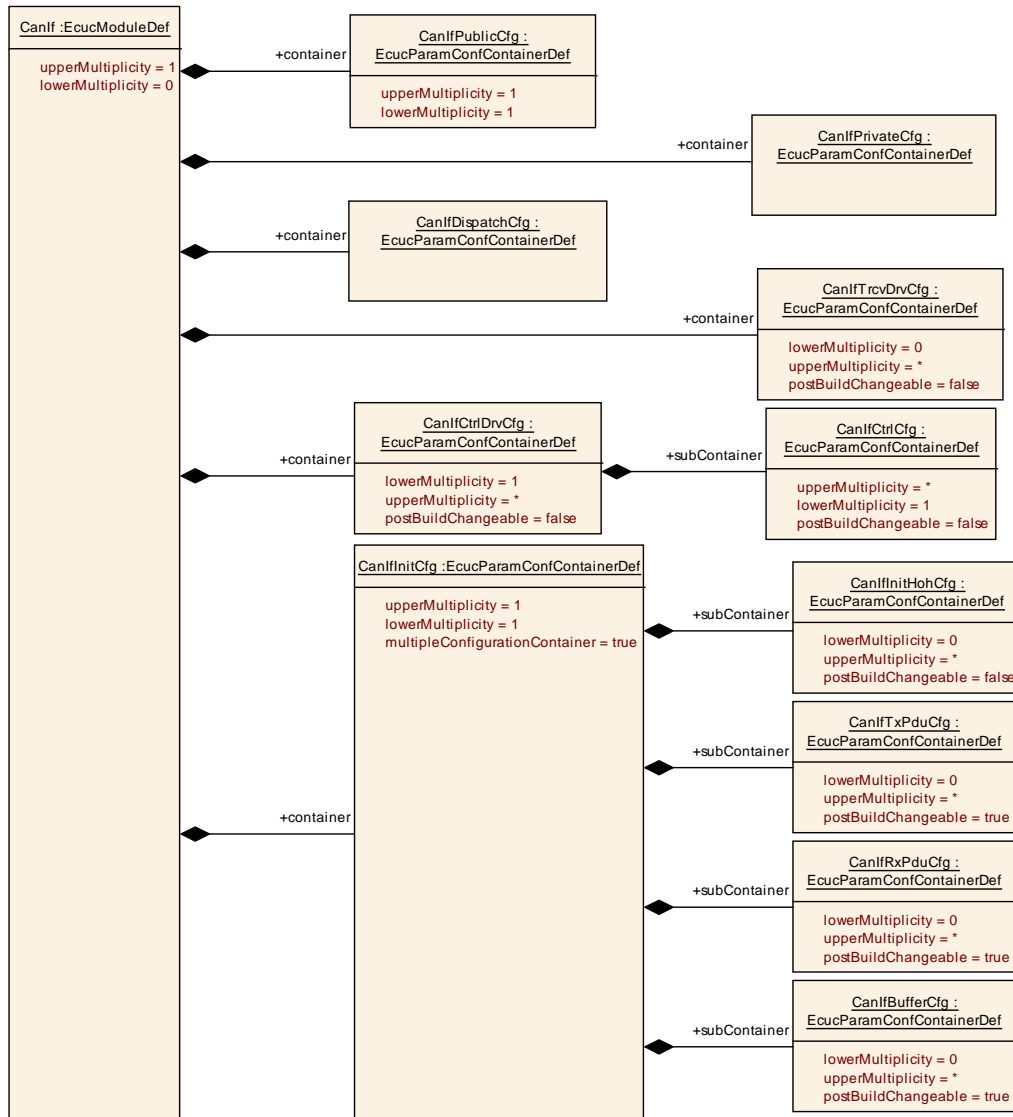 CanIf :EcucModuleDef
upperMultiplicity = 1
lowerMultiplicity = 0
+container
CanIfPublicCfg :
EcucParamConfContainerDef
upperMultiplicity = 1
lowerMultiplicity = 1
+container
CanIfPrivateCfg :
EcucParamConfContainerDef
+container
CanIfDispatchCfg :
EcucParamConfContainerDef
+container
CanIfTrcvDrvCfg :
EcucParamConfContainerDef
lowerMultiplicity = 0
upperMultiplicity = *
postBuildChangeable = false
+container
CanIfCtrlDrvCfg :
EcucParamConfContainerDef
lowerMultiplicity = 1
upperMultiplicity = *
postBuildChangeable = false
+subContainer
CanIfCtrlCfg :
EcucParamConfContainerDef
upperMultiplicity = *
lowerMultiplicity = 1
postBuildChangeable = false
+container
CanIfInitCfg :EcucParamConfContainerDef
upperMultiplicity = 1
lowerMultiplicity = 1
multipleConfigurationContainer = true
+subContainer
CanIfInitHohCfg :
EcucParamConfContainerDef
lowerMultiplicity = 0
upperMultiplicity = *
postBuildChangeable = false
+subContainer
CanIfTxPduCfg :
EcucParamConfContainerDef
lowerMultiplicity = 0
upperMultiplicity = *
postBuildChangeable = true
+subContainer
CanIfRxPduCfg :
EcucParamConfContainerDef
lowerMultiplicity = 0
upperMultiplicity = *
postBuildChangeable = true
+subContainer
CanIfBufferCfg :
EcucParamConfContainerDef
lowerMultiplicity = 0
upperMultiplicity = *
postBuildChangeable = true